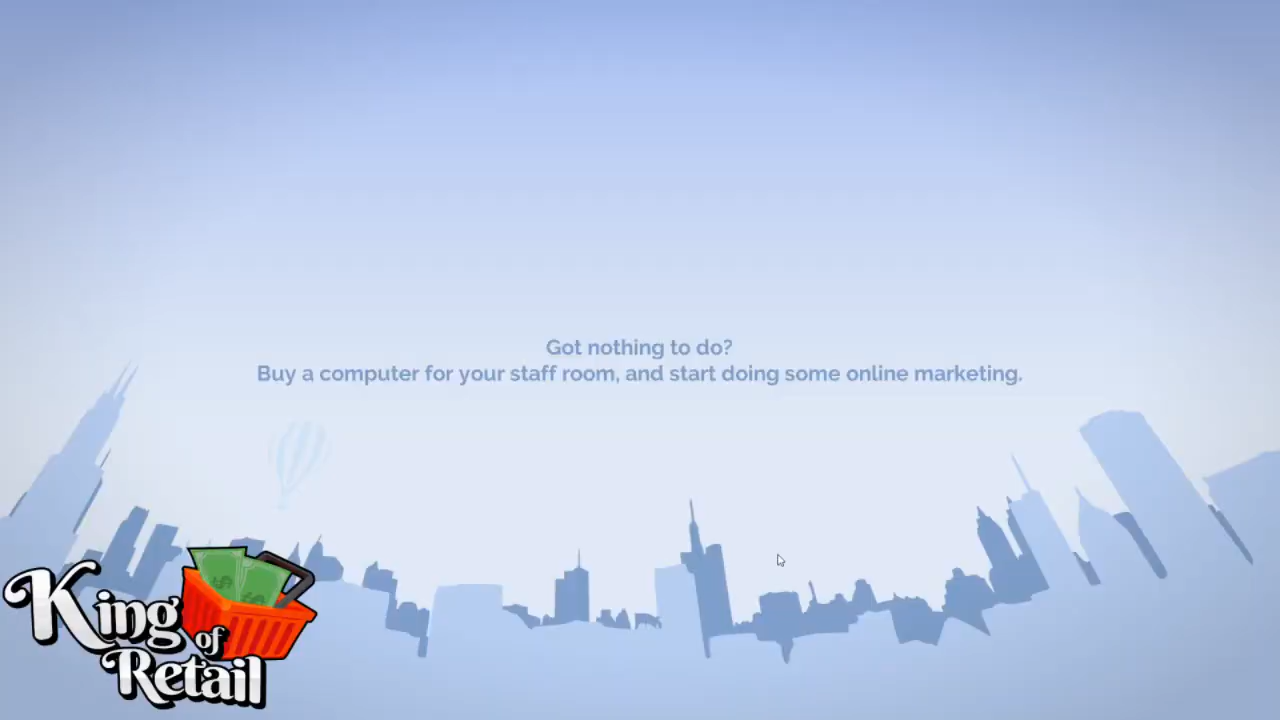 Got nothing to do?
Buy a computer for your staff room, and start doing some online marketing.
King
of
Retail